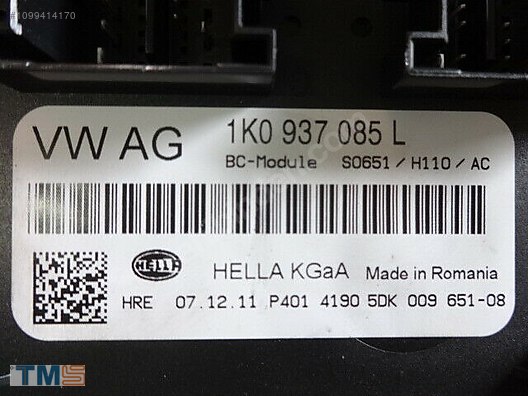 #1099414170
VW AG 1K0 937 085 L
BC-Module S0651 / H110 / AC
HELLA HELLA KGaA Made in Romania
HRE 07.12.11 P401 4190 5DK 009 651-08
TMS